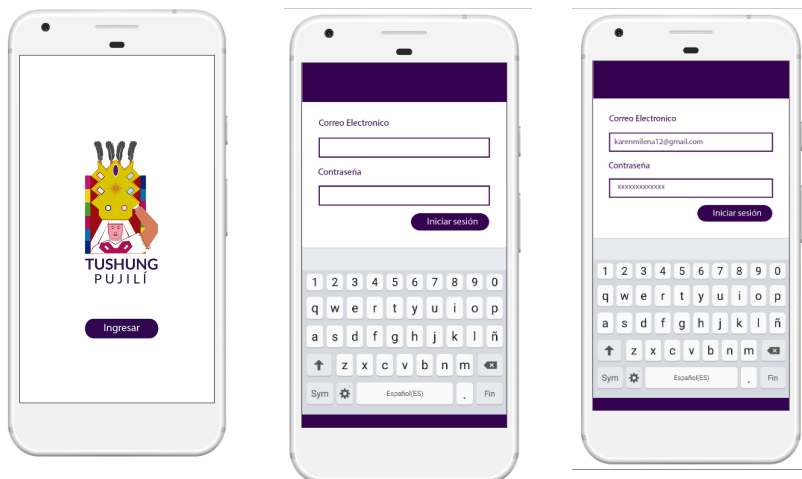 TUSHUNG
PUJILÍ
Ingresar
Correo Electronico
Contraseña
Iniciar sesión
1 2 3 4 5 6 7 8 9 0
q w e r t y u i o p
a s d f g h j k l ñ
z x c v b n m
Sym Español(ES) . Fin
Correo Electronico
karenmilena12@gmail.com
Contraseña
xxxxxxxxxxxxx
Iniciar sesión
1 2 3 4 5 6 7 8 9 0
q w e r t y u i o p
a s d f g h j k l ñ
z x c v b n m
Sym Español(ES) . Fin